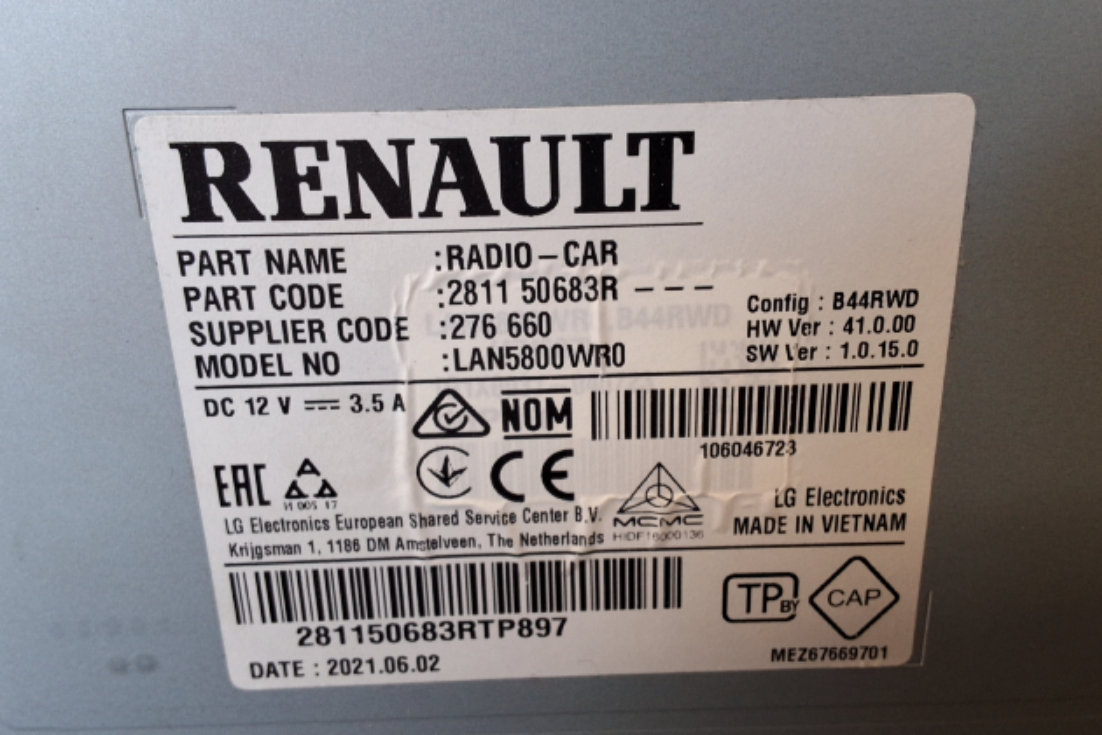 RENAULT
PART NAME :RADIO-CAR
PART CODE :2811 50683R ---
SUPPLIER CODE :276 660
MODEL NO :LAN5800WR0
Config : B44RWD
HW Ver : 41.0.00
SW Ver : 1.0.15.0
DC 12 V 3.5 A
NOM
106046723
EAC
CE
LG Electronics European Shared Service Center B.V.
Krijgsman 1, 1186 DM Amstelveen, The Netherlands
MCMC
LG Electronics
MADE IN VIETNAM
281150683RTP897
TP BY
CAP
DATE : 2021.06.02
MEZ67669701